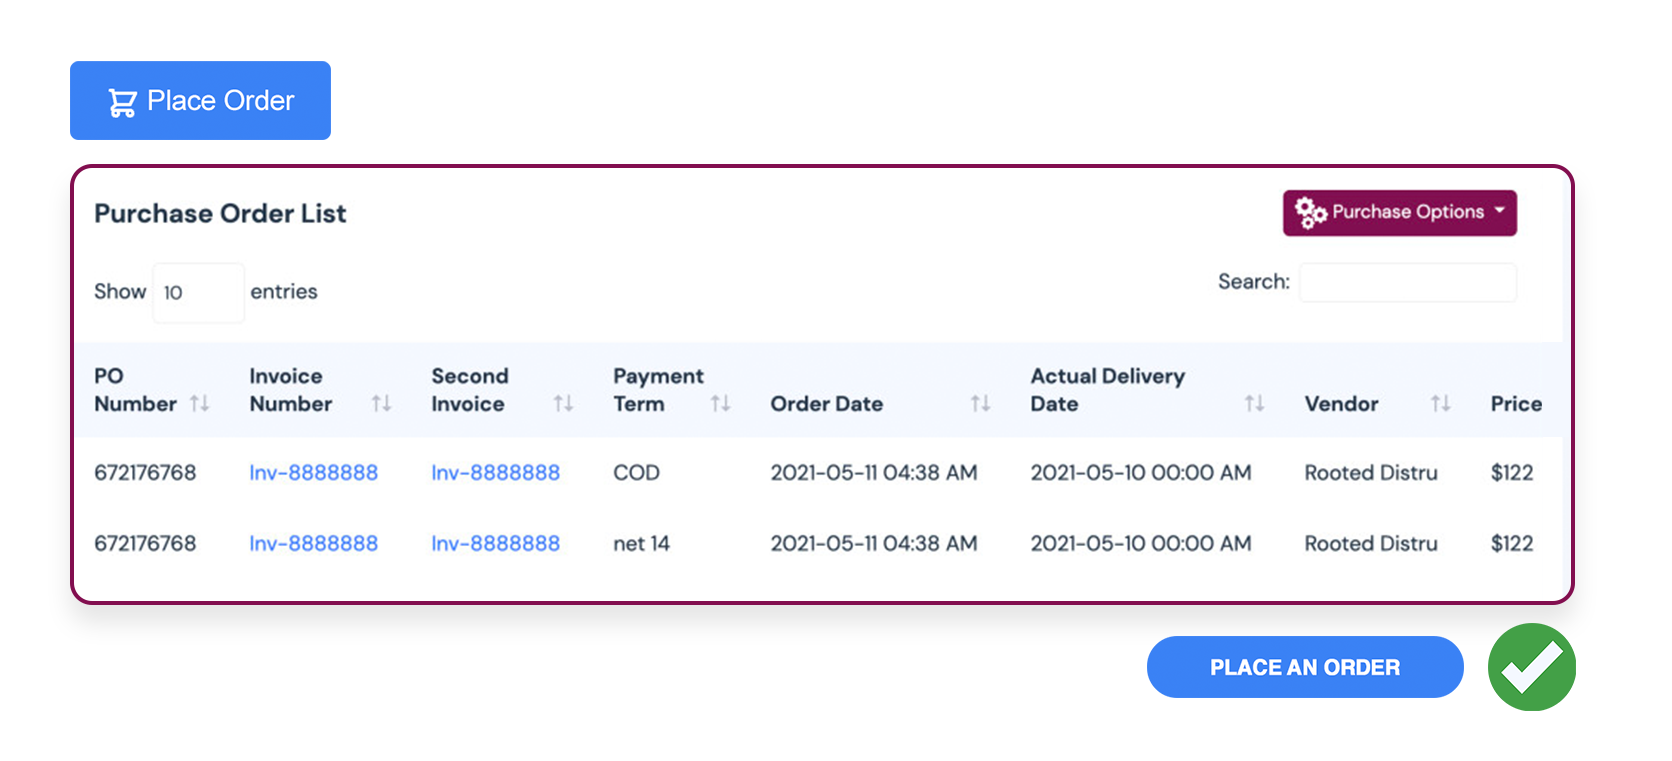 Place Order
Purchase Order List
Purchase Options
Show 10 entries
Search:
PO Number
Invoice Number
Second Invoice
Payment Term
Order Date
Actual Delivery Date
Vendor
Price
672176768 Inv-8888888 Inv-8888888 COD 2021-05-11 04:38 AM 2021-05-10 00:00 AM Rooted Distru $122
672176768 Inv-8888888 Inv-8888888 net 14 2021-05-11 04:38 AM 2021-05-10 00:00 AM Rooted Distru $122
PLACE AN ORDER